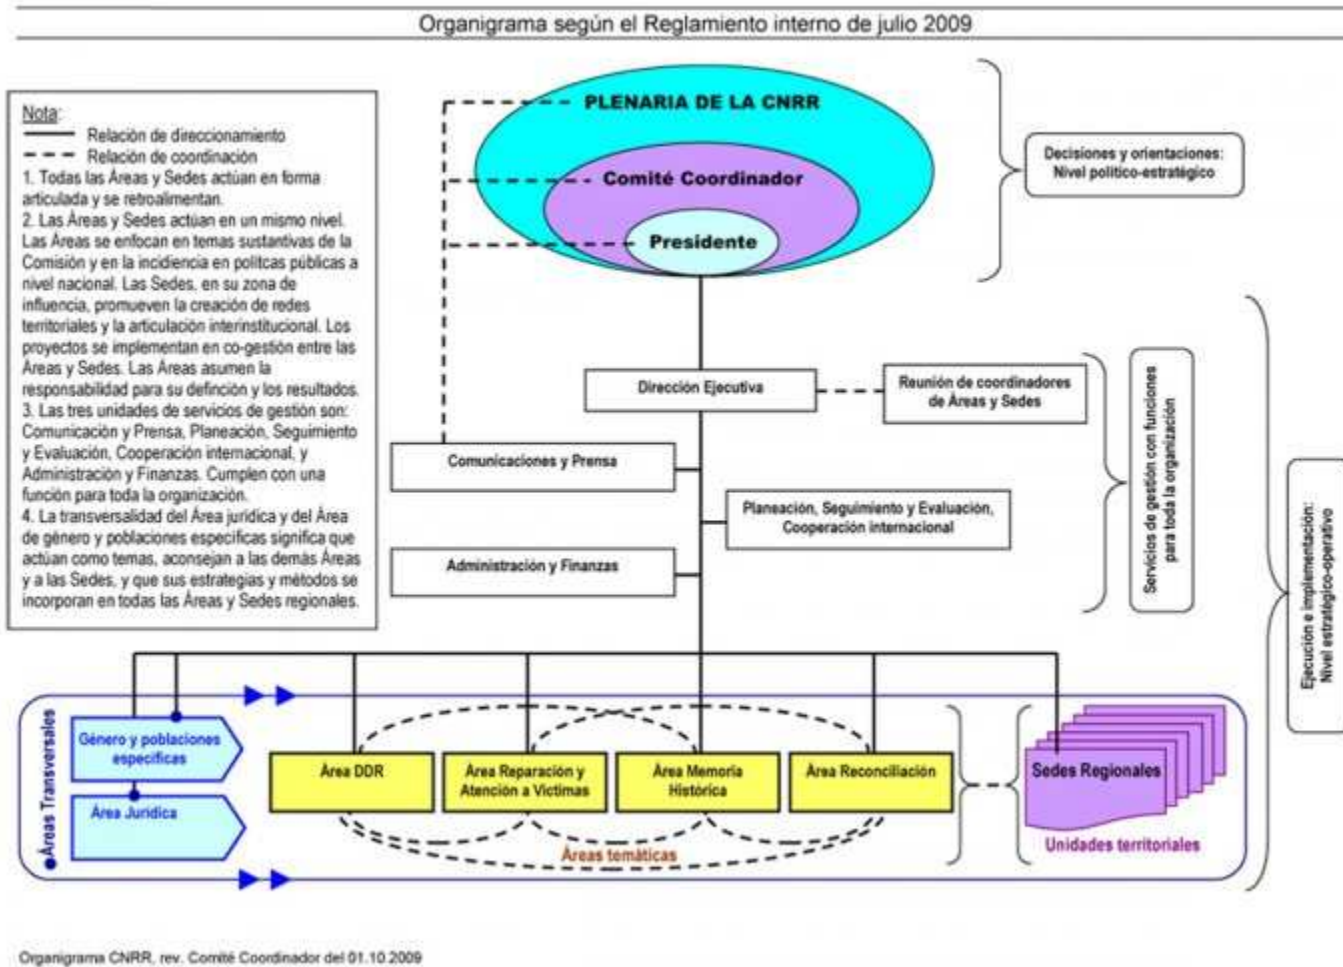 Organigrama según el Reglamento interno de julio 2009
Nota:
Relación de direccionamiento
Relación de coordinación
1. Todas las Áreas y Sedes actúan en forma
articulada y se retroalimentan.
2. Las Áreas y Sedes actúan en un mismo nivel.
Las Áreas se enfocan en temas sustantivas de la
Comisión y en la incidiencia en polítcas públicas a
nivel nacional. Las Sedes, en su zona de
influencia, promueven la creación de redes
territoriales y la articulación interinstitucional. Los
proyectos se implementan en co-gestión entre las
Áreas y Sedes. Las Áreas asumen la
responsabilidad para su definción y los resultados.
3. Las tres unidades de servicios de gestión son:
Comunicación y Prensa, Planeación, Seguimiento
y Evaluación, Cooperación internacional, y
Administración y Finanzas. Cumplen con una
función para toda la organización.
4. La transversalidad del Área jurídica y del Área
de género y poblaciones específicas significa que
actúan como temas, aconsejan a las demás Áreas
y a las Sedes, y que sus estrategias y métodos se
incorporan en todas las Áreas y Sedes regionales.
PLENARIA DE LA CNRR
Comité Coordinador
Presidente
Decisiones y orientaciones:
Nivel político-estratégico
Dirección Ejecutiva
Reunión de coordinadores
de Áreas y Sedes
Comunicaciones y Prensa
Planeación, Seguimiento y Evaluación,
Cooperación internacional
Administración y Finanzas
Servicios de gestión con funciones
para toda la organización
Ejecución e implementación:
Nivel estratégico-operativo
Áreas Transversales
Género y poblaciones
específicas
Área Jurídica
Área DDR
Área Reparación y
Atención a Víctimas
Área Memoria
Histórica
Área Reconciliación
Áreas temáticas
Sedes Regionales
Unidades territoriales
Organigrama CNRR, rev. Comité Coordinador del 01.10.2009